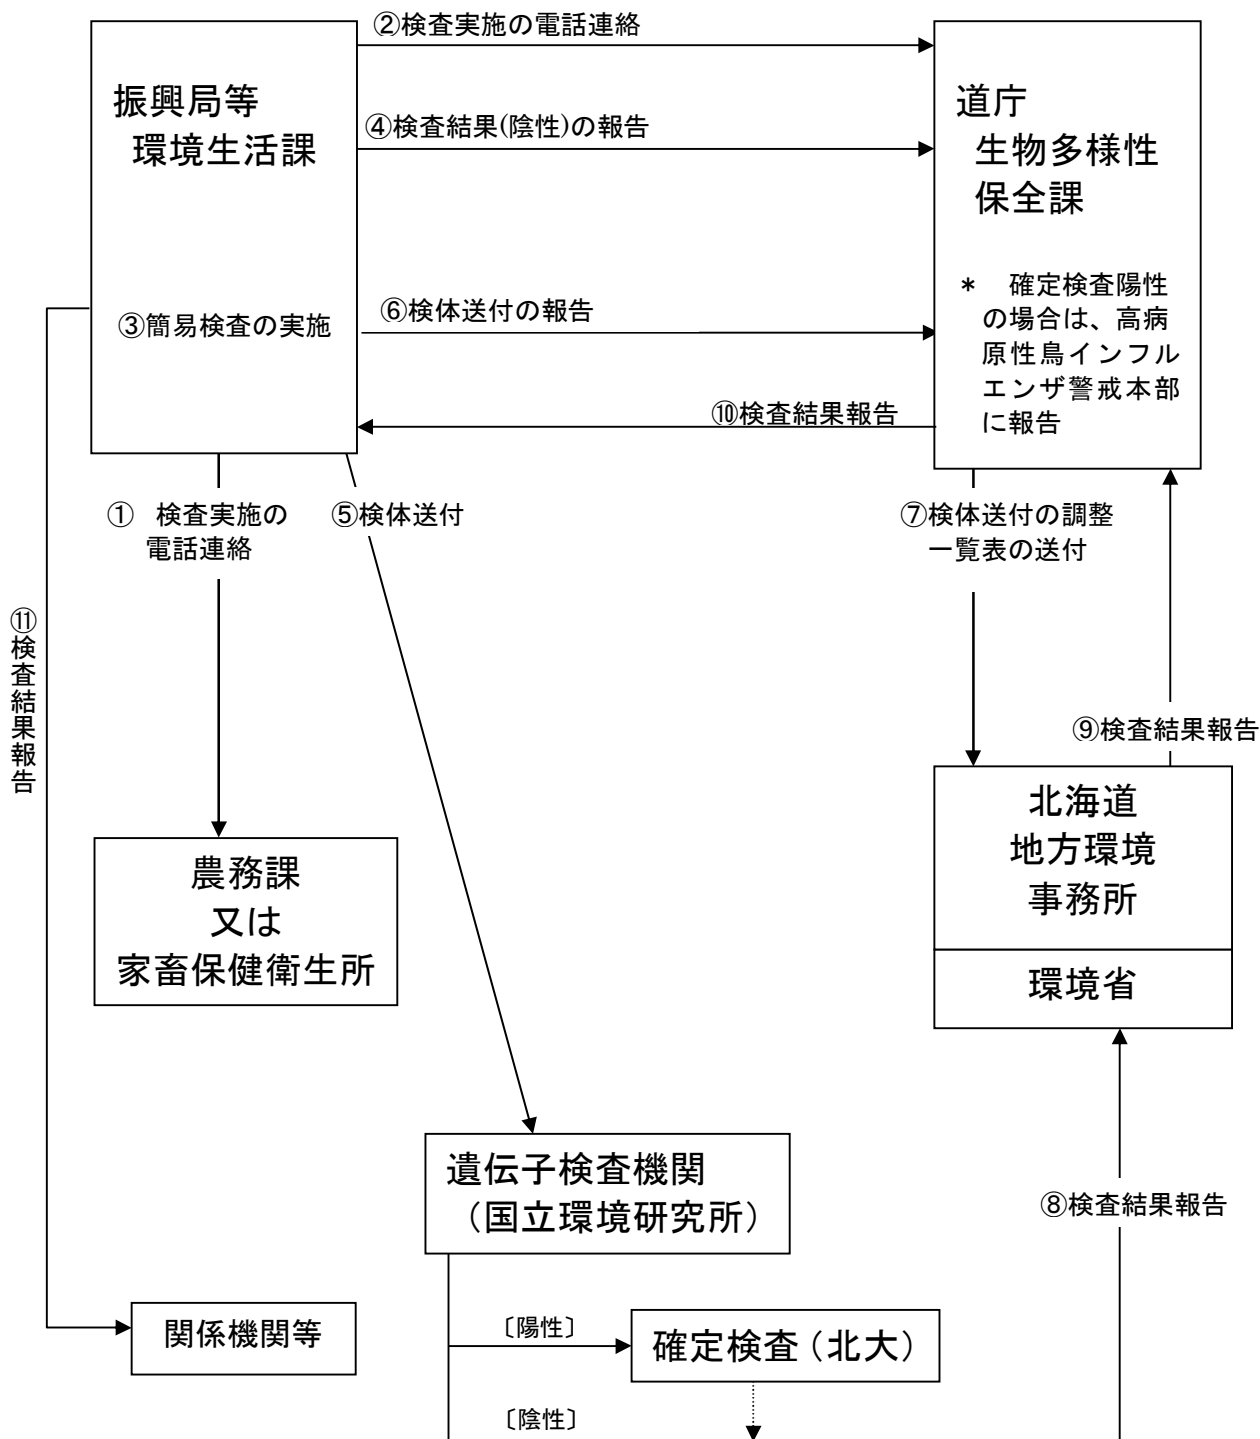 ②検査実施の電話連絡
振興局等
環境生活課
④検査結果(陰性)の報告
道庁
生物多様性
保全課
③簡易検査の実施
⑥検体送付の報告
* 確定検査陽性
の場合は、高病
原性鳥インフル
エンザ警戒本部
に報告
⑩検査結果報告
① 検査実施の
電話連絡
⑤検体送付
⑦検体送付の調整
一覧表の送付
⑪検査結果報告
⑨検査結果報告
農務課
又は
家畜保健衛生所
北海道
地方環境
事務所
環境省
遺伝子検査機関
（国立環境研究所）
⑧検査結果報告
関係機関等
〔陽性〕
確定検査（北大）
〔陰性〕